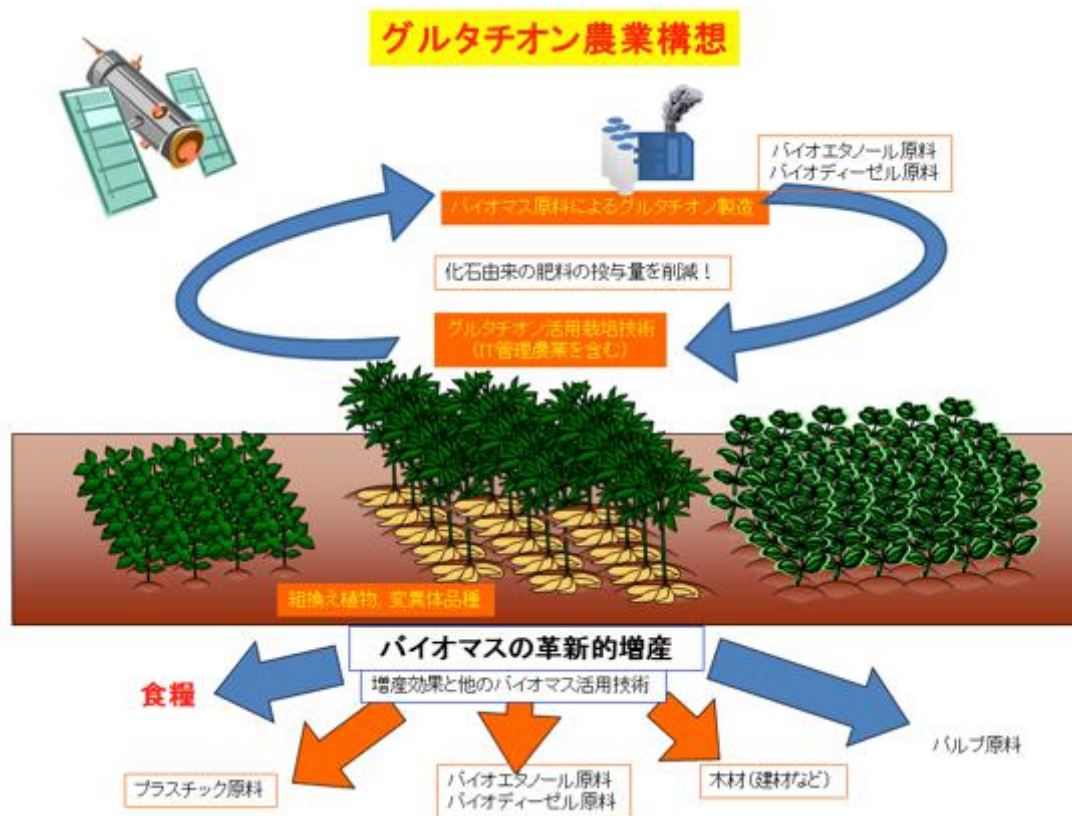 グルタチオン農業構想
バイオエタノール原料
バイオディーゼル原料
バイオマス原料によるグルタチオン製造
化石由来の肥料の投与量を削減！
グルタチオン活用栽培技術
（IT管理農業を含む）
組換え植物、変異体品種
バイオマスの革新的増産
増産効果と他のバイオマス活用技術
食糧
パルプ原料
プラスチック原料
バイオエタノール原料
バイオディーゼル原料
木材（建材など）